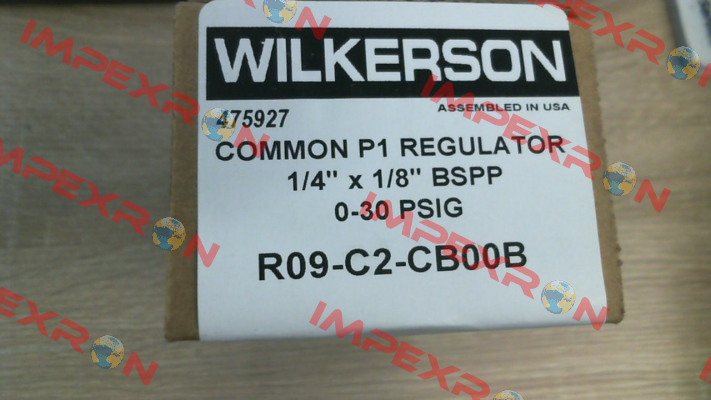 WILKERSON
ASSEMBLED IN USA
475927
COMMON P1 REGULATOR
1/4" x 1/8" BSPP
0-30 PSIG
R09-C2-CB00B
IMPEXRON
IMPEXRON
IMPEXRON
IMPEXRON
IMPEXRON
IMPEXRON
IMPEXRON